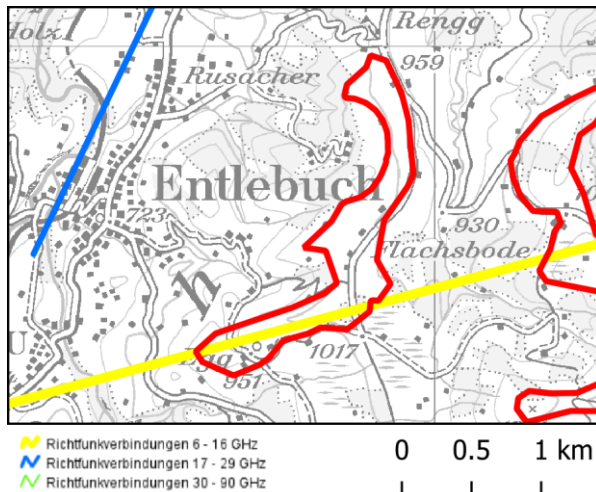 Holz
Rengg
959
Rusacher
Entlebuch
723
930
Flachsbode
h
U
Egg
1017
951
Richtfunkverbindungen 6 - 16 GHz
Richtfunkverbindungen 17 - 29 GHz
Richtfunkverbindungen 30 - 90 GHz
0 0.5 1 km